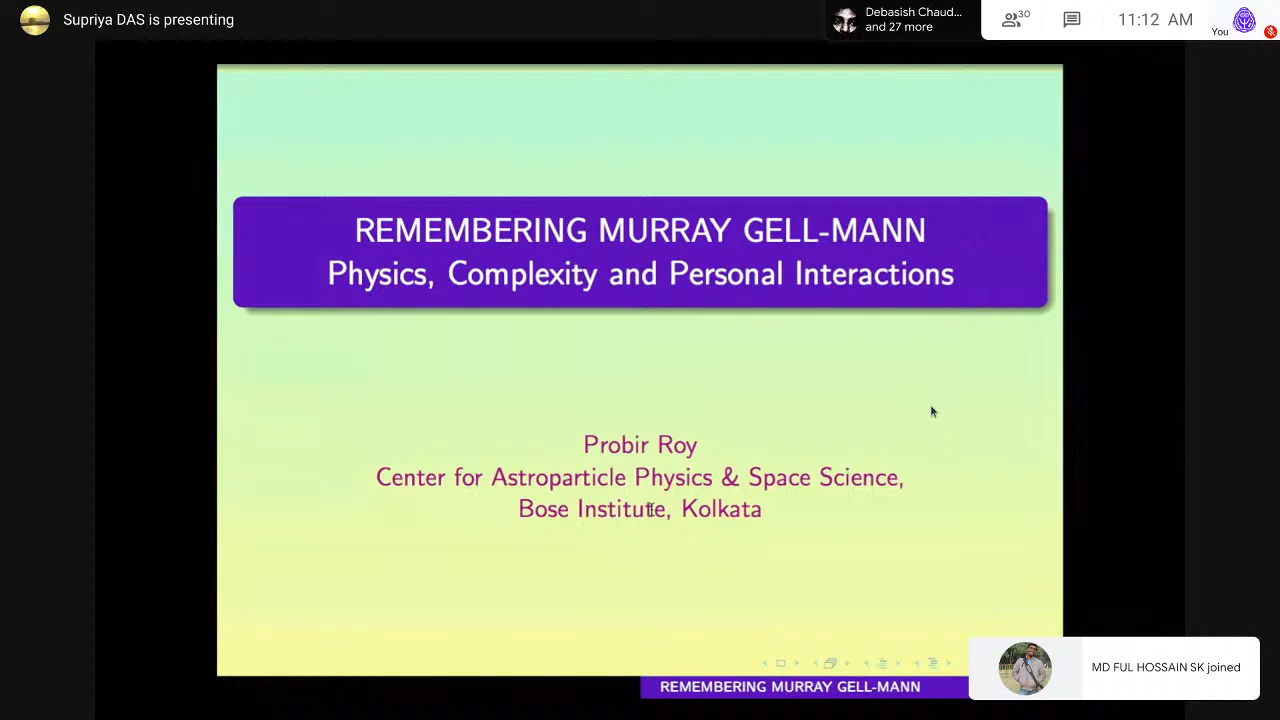 Supriya DAS is presenting
Debasish Chaud...
and 27 more
30
11:12 AM
You
REMEMBERING MURRAY GELL-MANN
Physics, Complexity and Personal Interactions
Probir Roy
Center for Astroparticle Physics & Space Science,
Bose Institute, Kolkata
MD FUL HOSSAIN SK joined
REMEMBERING MURRAY GELL-MANN